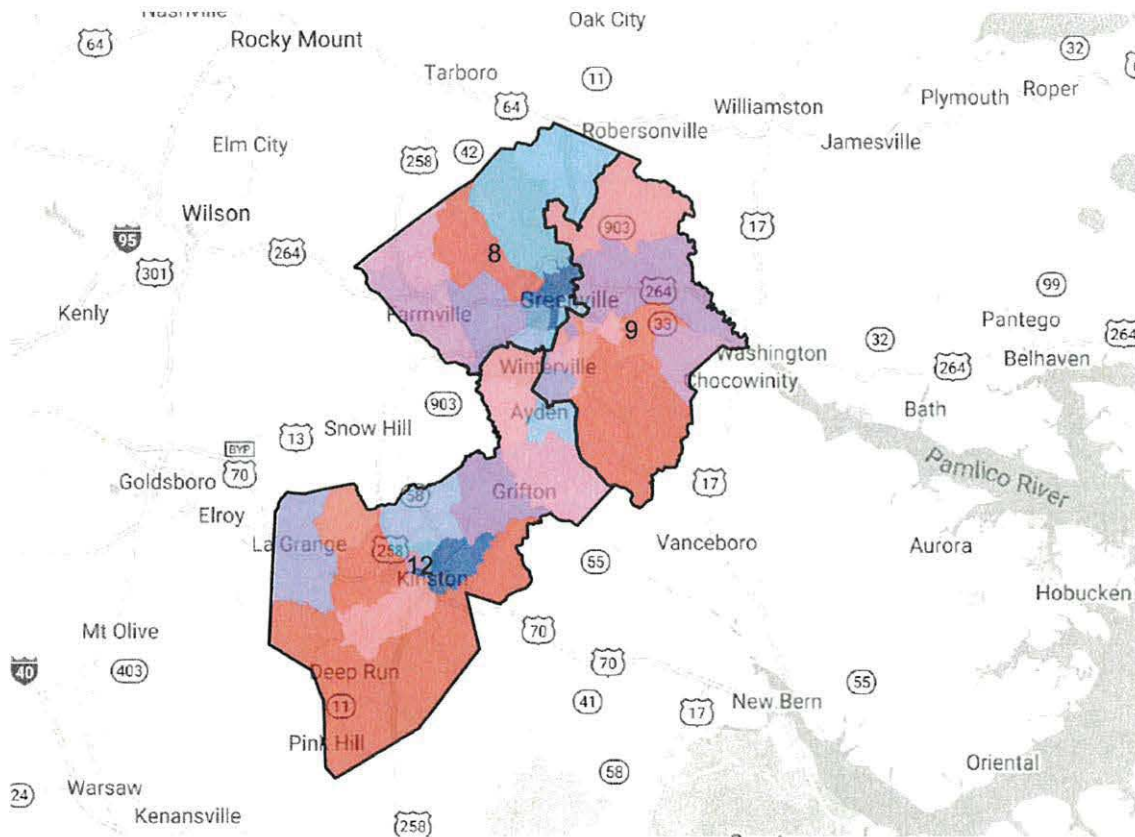 Nashville
Oak City
64
Rocky Mount
32
Tarboro
11
64
Plymouth
Roper
Williamston
Robersonville
Jamesville
Elm City
42
258
Wilson
17
903
95
264
8
301
99
Greenville
264
Kenly
Farmville
33
9
Pantego
32
264
Winterville
Washington
Belhaven
264
Chocowinity
903
Ayden
Bath
Snow Hill
13
BYP
70
Goldsboro
17
Pamlico River
58
Grifton
Elroy
La Grange
258
Vanceboro
Aurora
12
55
Kinston
Hobucken
Mt Olive
70
403
40
Deep Run
70
55
11
41
17
New Bern
Pink Hill
Oriental
58
24
Warsaw
Kenansville
258